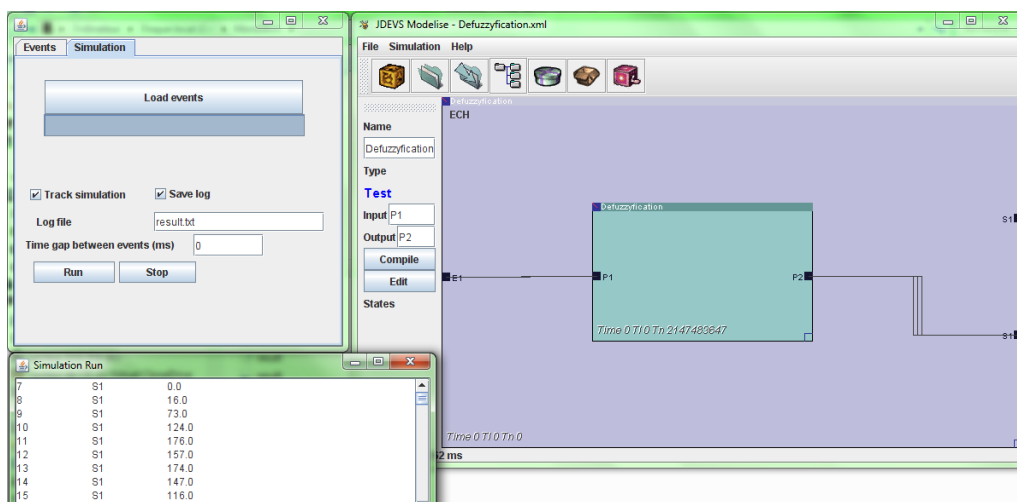 Events Simulation
Load events
Track simulation Save log
Log file result.txt
Time gap between events (ms) 0
Run Stop
JDEVS Modelise - Defuzzyfication.xml
File Simulation Help
Name
Defuzzyfication
Type
Test
Input P1
Output P2
Compile
Edit
States
Defuzzyfication
ECH
E1
Defuzzyfication
P1 P2
Time 0 Tl 0 Tn 2147483647
S1
S1
Time 0 Tl 0 Tn 0
62 ms
Simulation Run
7 S1 0.0
8 S1 16.0
9 S1 73.0
10 S1 124.0
11 S1 176.0
12 S1 157.0
13 S1 174.0
14 S1 147.0
15 S1 116.0